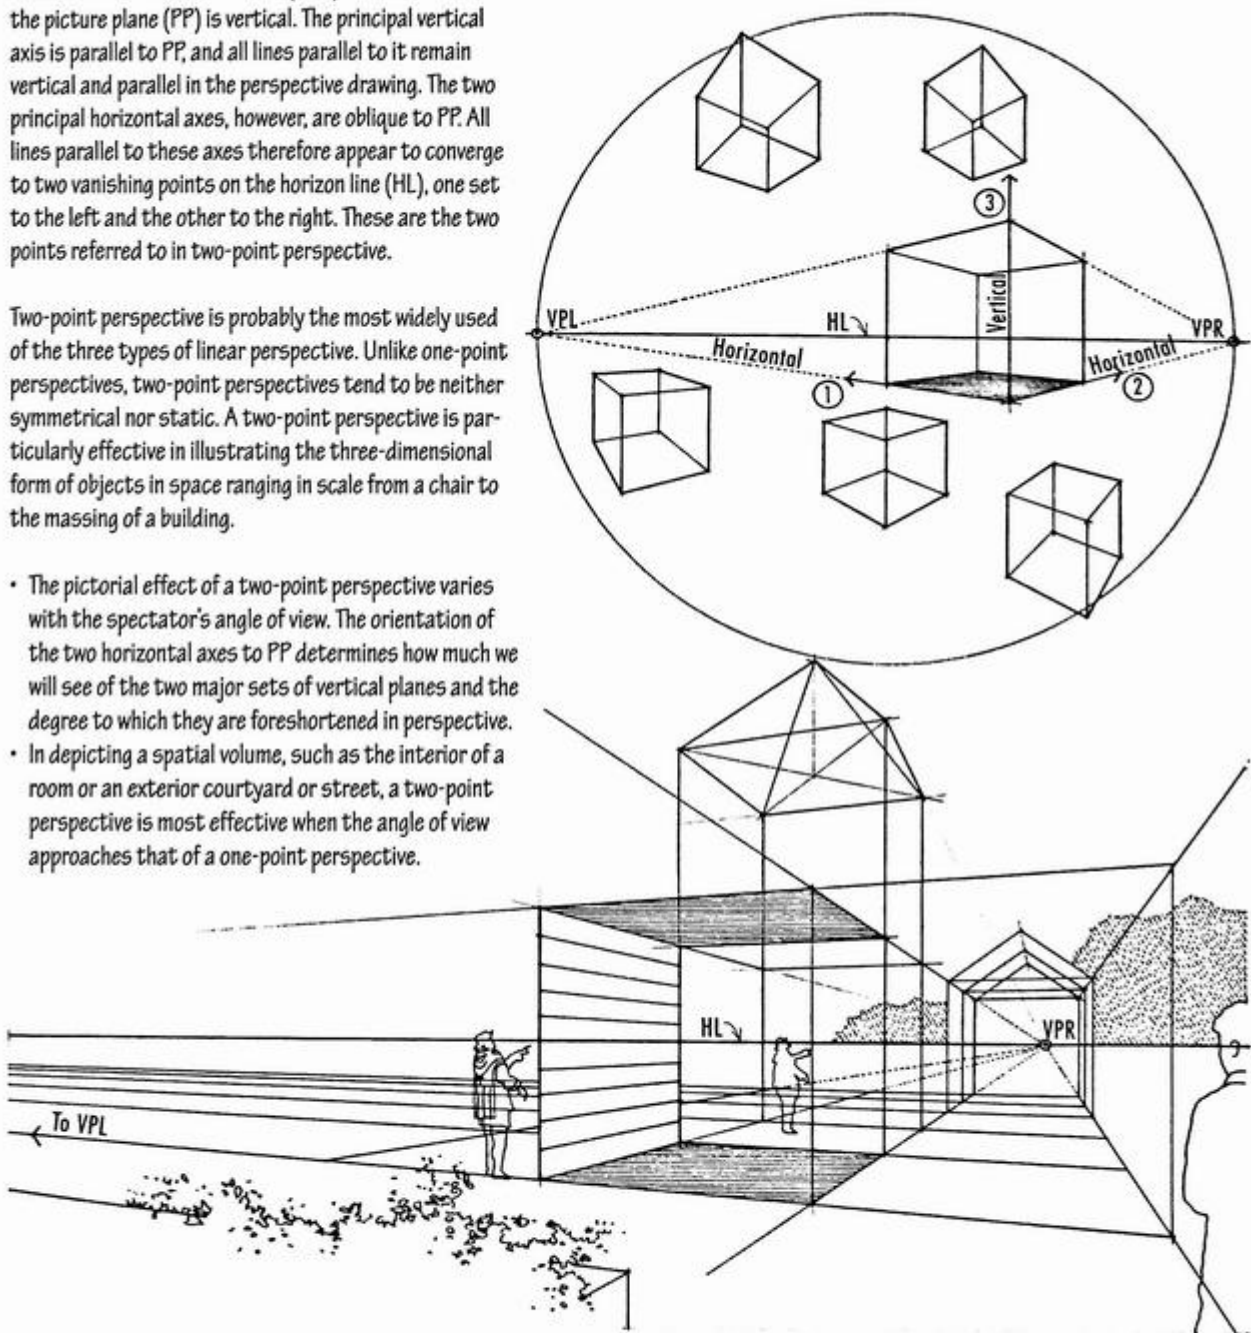 the picture plane (PP) is vertical. The principal vertical
axis is parallel to PP, and all lines parallel to it remain
vertical and parallel in the perspective drawing. The two
principal horizontal axes, however, are oblique to PP. All
lines parallel to these axes therefore appear to converge
to two vanishing points on the horizon line (HL), one set
to the left and the other to the right. These are the two
points referred to in two-point perspective.
Two-point perspective is probably the most widely used
of the three types of linear perspective. Unlike one-point
perspectives, two-point perspectives tend to be neither
symmetrical nor static. A two-point perspective is par-
ticularly effective in illustrating the three-dimensional
form of objects in space ranging in scale from a chair to
the massing of a building.
• The pictorial effect of a two-point perspective varies
with the spectator's angle of view. The orientation of
the two horizontal axes to PP determines how much we
will see of the two major sets of vertical planes and the
degree to which they are foreshortened in perspective.
• In depicting a spatial volume, such as the interior of a
room or an exterior courtyard or street, a two-point
perspective is most effective when the angle of view
approaches that of a one-point perspective.
3
Vertical
VPL
HL
VPR
Horizontal
Horizontal
1
2
HL
VPR
To VPL